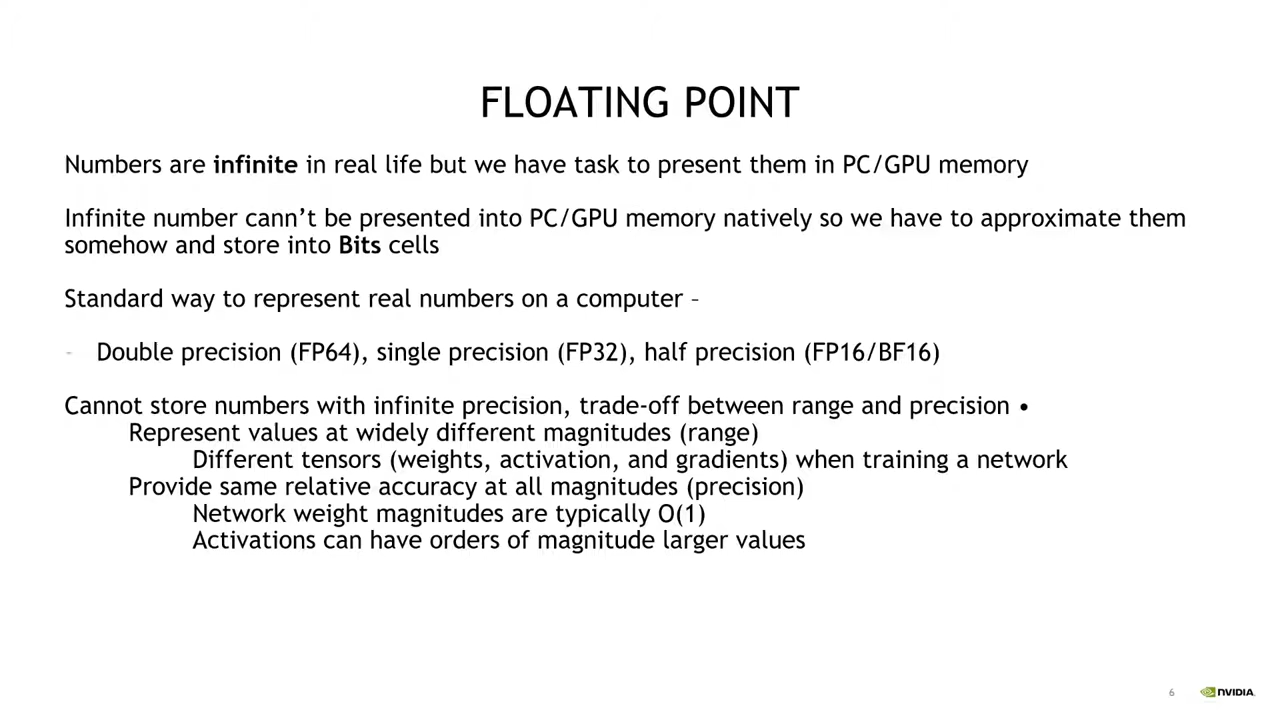 FLOATING POINT
Numbers are infinite in real life but we have task to present them in PC/GPU memory
Infinite number cann’t be presented into PC/GPU memory natively so we have to approximate them
somehow and store into Bits cells
Standard way to represent real numbers on a computer –
- Double precision (FP64), single precision (FP32), half precision (FP16/BF16)
Cannot store numbers with infinite precision, trade-off between range and precision •
Represent values at widely different magnitudes (range)
Different tensors (weights, activation, and gradients) when training a network
Provide same relative accuracy at all magnitudes (precision)
Network weight magnitudes are typically O(1)
Activations can have orders of magnitude larger values
6 NVIDIA.